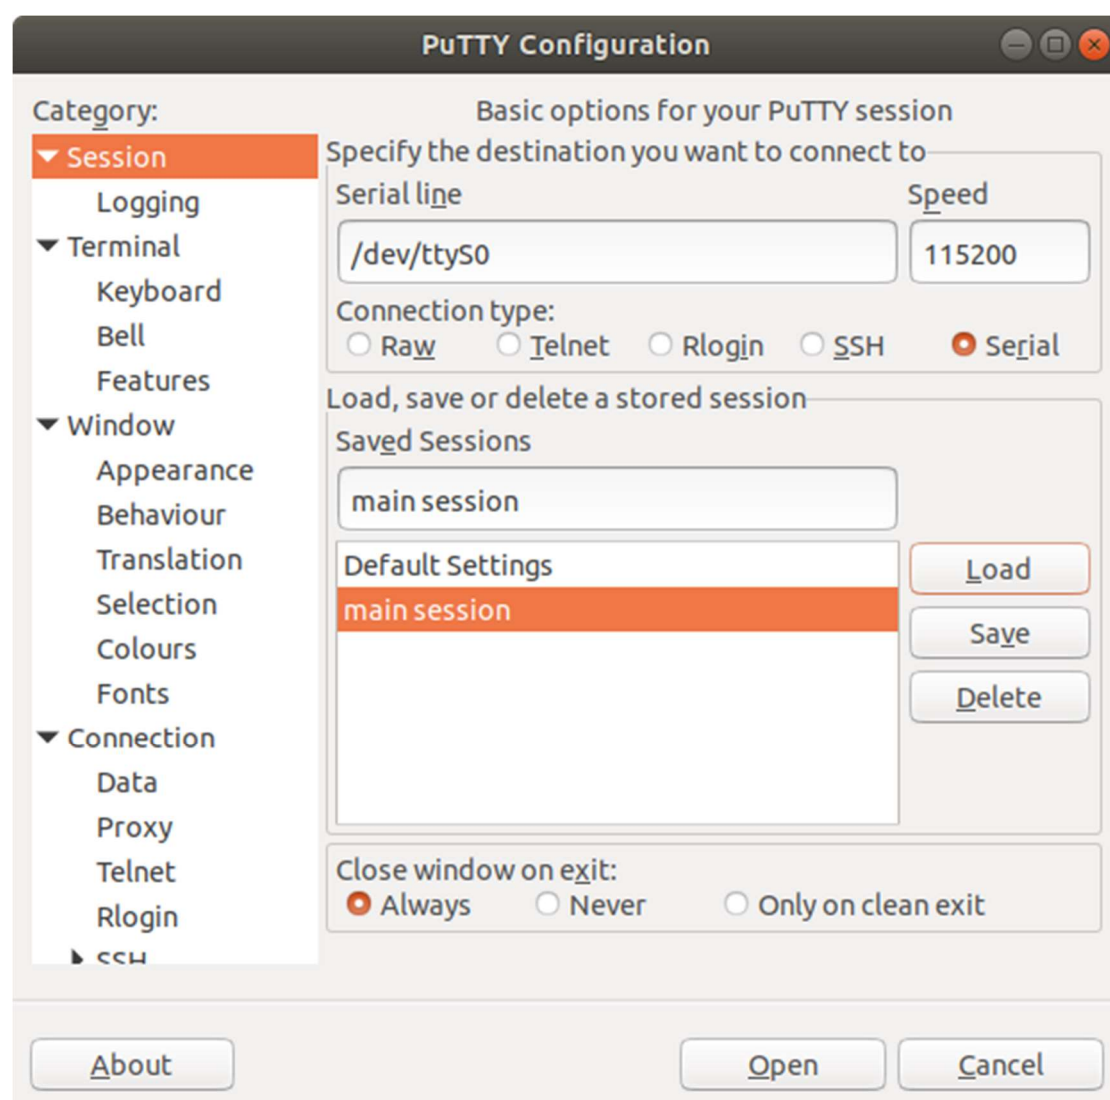 PuTTY Configuration
Category:
Session
Logging
Terminal
Keyboard
Bell
Features
Window
Appearance
Behaviour
Translation
Selection
Colours
Fonts
Connection
Data
Proxy
Telnet
Rlogin
SSH
Basic options for your PuTTY session
Specify the destination you want to connect to
Serial line Speed
/dev/ttyS0 115200
Connection type:
Raw Telnet Rlogin SSH Serial
Load, save or delete a stored session
Saved Sessions
main session
Default Settings
main session
Load
Save
Delete
Close window on exit:
Always Never Only on clean exit
About Open Cancel